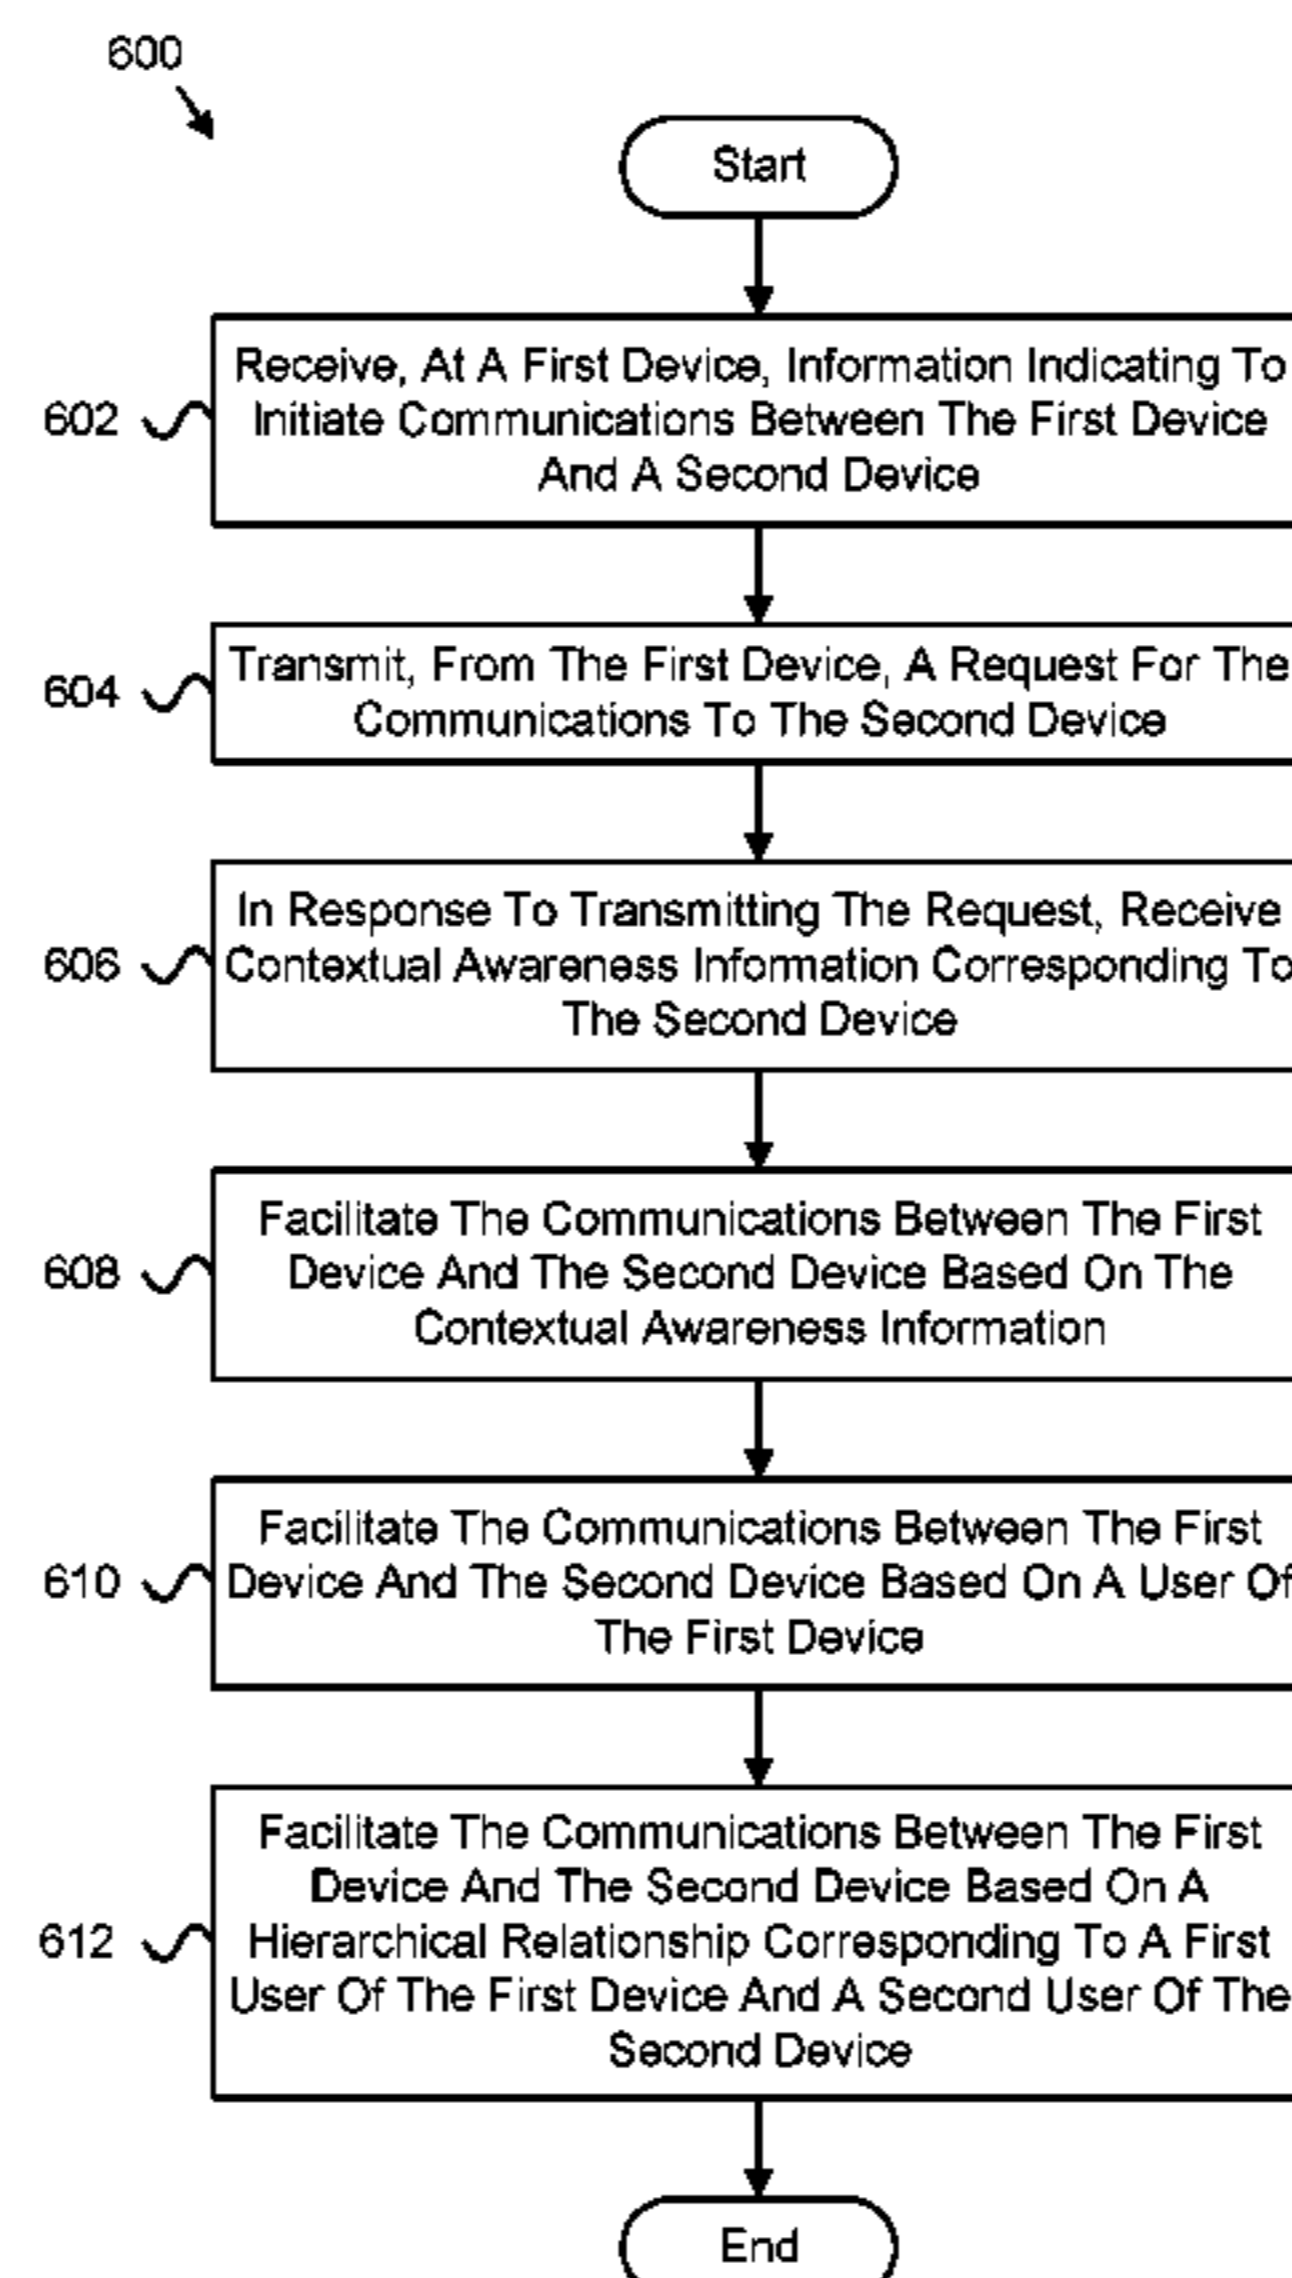 600
Start
602
Receive, At A First Device, Information Indicating To
Initiate Communications Between The First Device
And A Second Device
604
Transmit, From The First Device, A Request For The
Communications To The Second Device
606
In Response To Transmitting The Request, Receive
Contextual Awareness Information Corresponding To
The Second Device
608
Facilitate The Communications Between The First
Device And The Second Device Based On The
Contextual Awareness Information
610
Facilitate The Communications Between The First
Device And The Second Device Based On A User Of
The First Device
612
Facilitate The Communications Between The First
Device And The Second Device Based On A
Hierarchical Relationship Corresponding To A First
User Of The First Device And A Second User Of The
Second Device
End